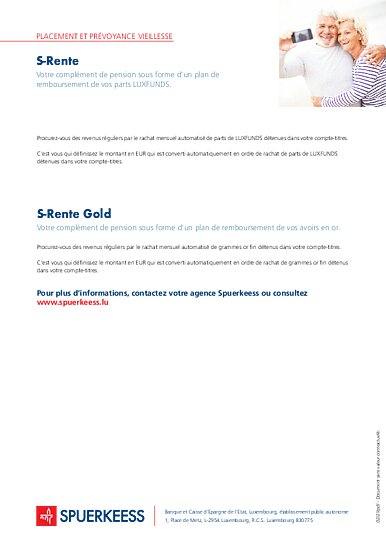 PLACEMENT ET PRÉVOYANCE VIEILLESSE
S-Rente
Votre complément de pension sous forme d'un plan de
remboursement de vos parts LUXFUNDS.
Procurez-vous des revenus réguliers par le rachat mensuel automatisé de parts de LUXFUNDS détenues dans votre compte-titres.
C'est vous qui définissez le montant en EUR qui est converti automatiquement en ordre de rachat de parts de LUXFUNDS
détenues dans votre compte-titres.
S-Rente Gold
Votre complément de pension sous forme d'un plan de remboursement de vos avoirs en or.
Procurez-vous des revenus réguliers par le rachat mensuel automatisé de grammes or fin détenus dans votre compte-titres.
C'est vous qui définissez le montant en EUR qui est converti automatiquement en ordre de rachat de grammes or fin détenus
dans votre compte-titres.
Pour plus d'informations, contactez votre agence Spuerkeess ou consultez
www.spuerkeess.lu
Document sans valeur contractuelle.
SPUERKEESS
Banque et Caisse d'Epargne de l'Etat, Luxembourg, établissement public autonome
1, Place de Metz, L-2954 Luxembourg, R.C.S. Luxembourg B30775